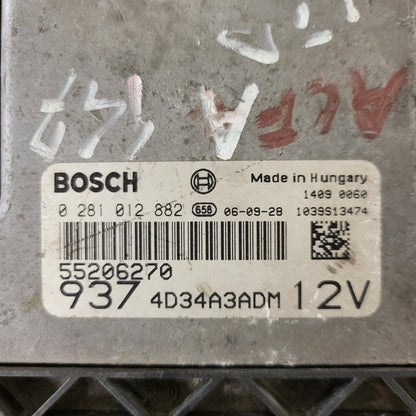 ALFA
147
BOSCH Made in Hungary
1409 0060
0 281 012 882 658 06-09-28 1039S13474
55206270
937 4D34A3ADM 12V